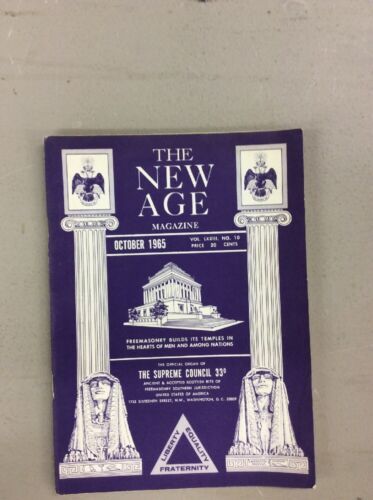 THE
NEW
AGE
MAGAZINE
OCTOBER 1965
VOL. LXXIII, NO. 10
PRICE 20 CENTS
FREEMASONRY BUILDS ITS TEMPLES IN
THE HEARTS OF MEN AND AMONG NATIONS
THE OFFICIAL ORGAN OF
THE SUPREME COUNCIL 33°
ANCIENT & ACCEPTED SCOTTISH RITE OF
FREEMASONRY SOUTHERN JURISDICTION
UNITED STATES OF AMERICA
1733 SIXTEENTH STREET, N.W., WASHINGTON, D.C. 20009
LIBERTY
EQUALITY
FRATERNITY